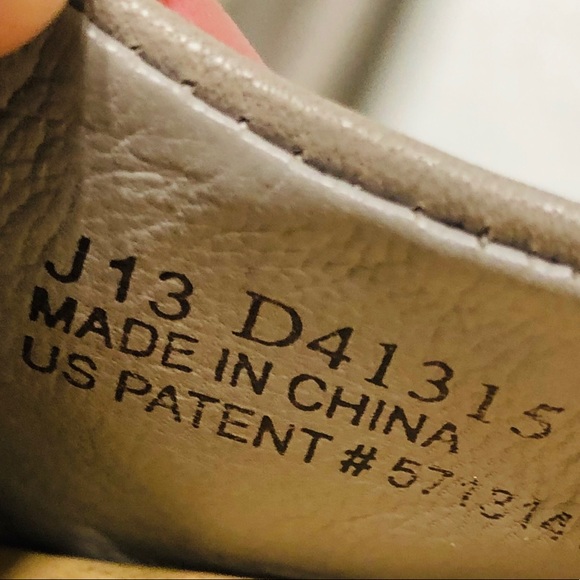 J13 D41315
MADE IN CHINA
US PATENT # 571314